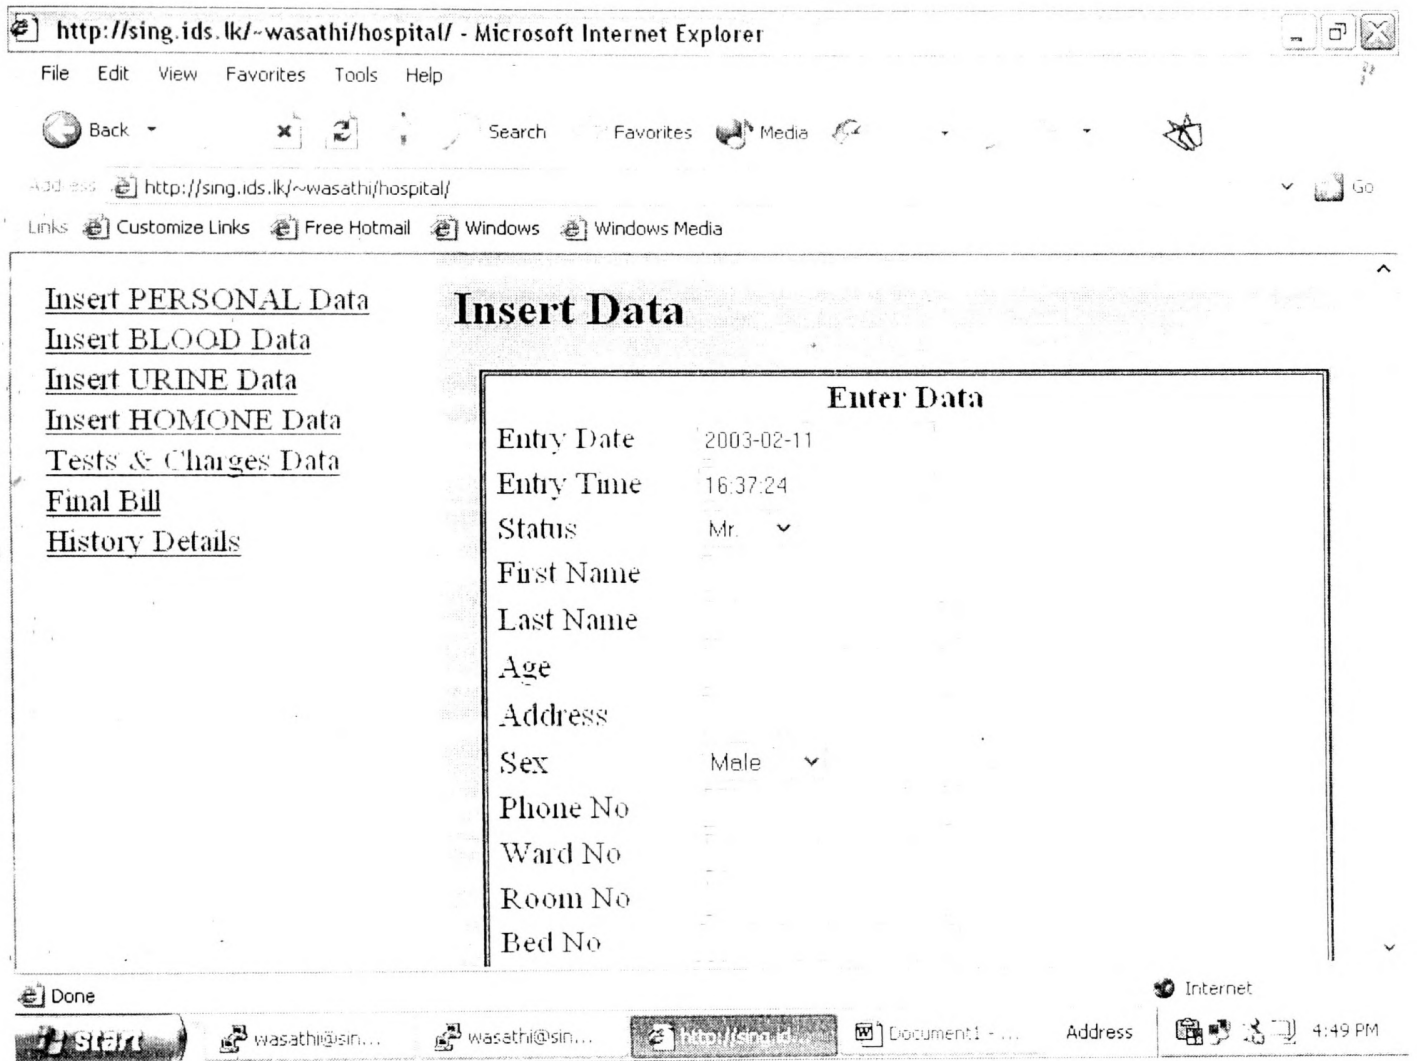 http://sing.ids.lk/~wasathi/hospital/ - Microsoft Internet Explorer
File Edit View Favorites Tools Help
Back Search Favorites Media
Address http://sing.ids.lk/~wasathi/hospital/ Go
Links Customize Links Free Hotmail Windows Windows Media
Insert PERSONAL Data
Insert BLOOD Data
Insert URINE Data
Insert HOMONE Data
Tests & Charges Data
Final Bill
History Details
Insert Data
Enter Data
Entry Date 2003-02-11
Entry Time 16:37:24
Status Mr.
First Name
Last Name
Age
Address
Sex Male
Phone No
Ward No
Room No
Bed No
Done Internet
start wasathi@sin... wasathi@sin... http://sing.id... Document1 - ... Address 4:49 PM